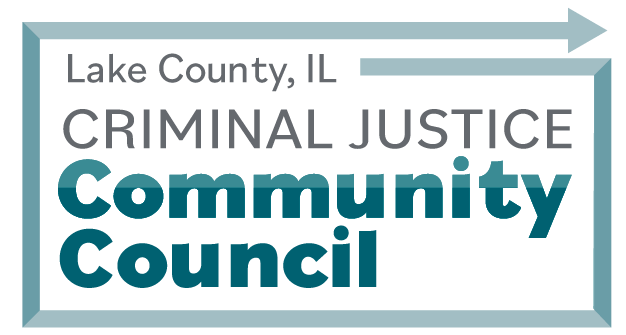 Lake County, IL
CRIMINAL JUSTICE
Community
Council